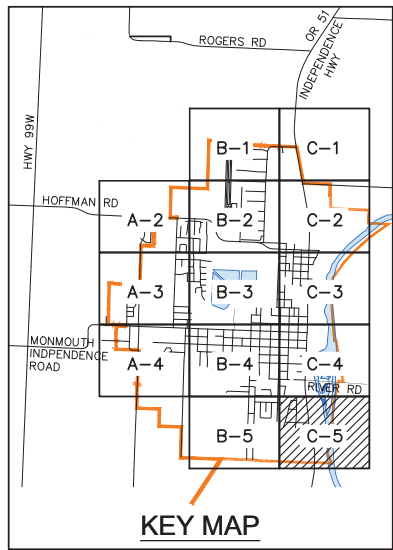 ROGERS RD
OR 51
INDEPENDENCE
HWY
HWY 99W
B-1
C-1
HOFFMAN RD
A-2
B-2
C-2
A-3
B-3
C-3
MONMOUTH
INDPENDENCE
ROAD
A-4
B-4
C-4
RIVER RD
B-5
C-5
KEY MAP